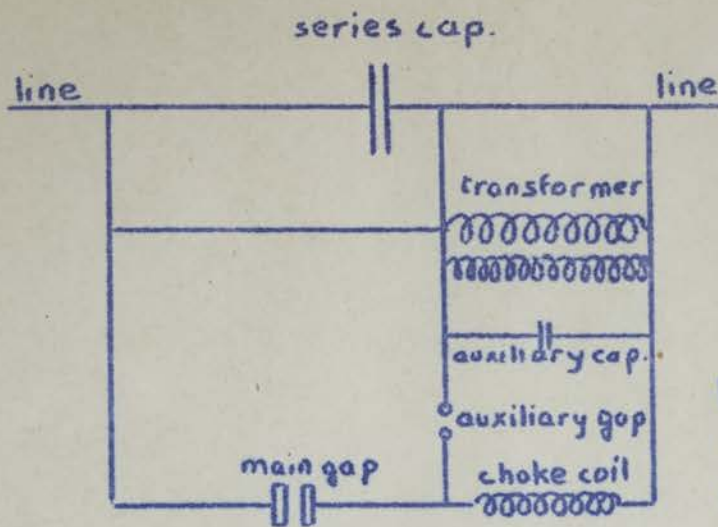 series cap.
line
line
transformer
auxiliary cap.
auxiliary gap
main gap
choke coil